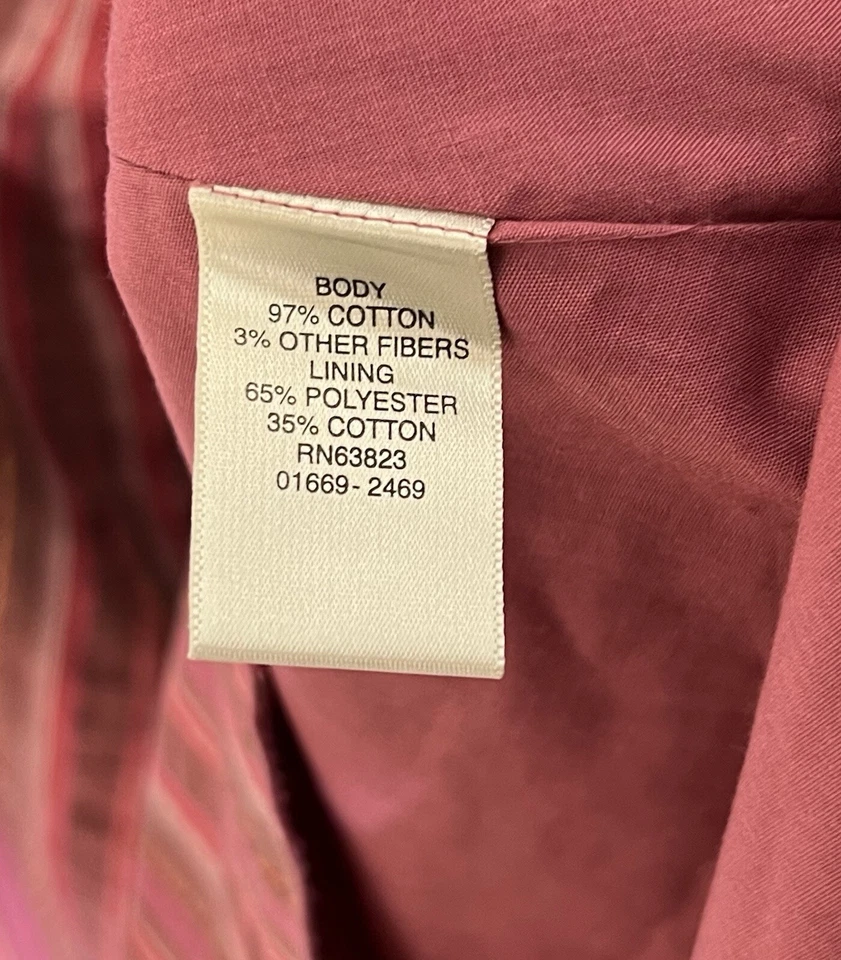 BODY
97% COTTON
3% OTHER FIBERS
LINING
65% POLYESTER
35% COTTON
RN63823
01669-2469